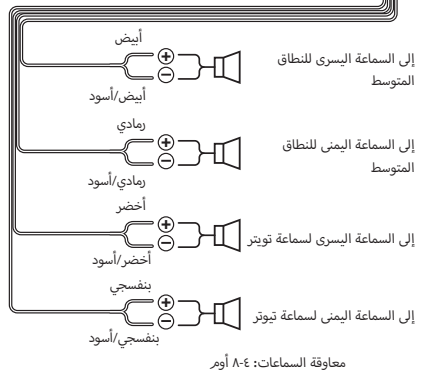 أبيض
إلى السماعة اليسرى للنطاق
المتوسط
أبيض/أسود
رمادي
إلى السماعة اليمنى للنطاق
المتوسط
رمادي/أسود
أخضر
إلى السماعة اليسرى لسماعة تويتر
أخضر/أسود
بنفسجي
إلى السماعة اليمنى لسماعة تيوتر
بنفسجي/أسود
معاوقة السماعات: ٤-٨ أوم